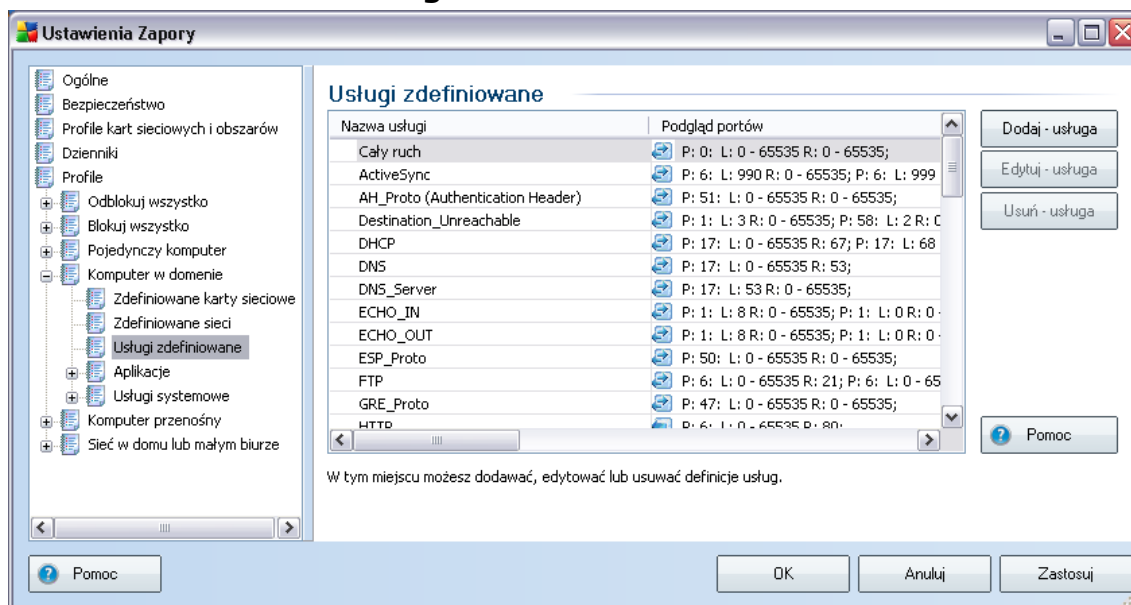 Ustawienia Zapory
Ogólne
Bezpieczeństwo
Profile kart sieciowych i obszarów
Dzienniki
Profile
Odblokuj wszystko
Blokuj wszystko
Pojedynczy komputer
Komputer w domenie
Zdefiniowane karty sieciowe
Zdefiniowane sieci
Usługi zdefiniowane
Aplikacje
Usługi systemowe
Komputer przenośny
Sieć w domu lub małym biurze
Usługi zdefiniowane
Nazwa usługi Podgląd portów
Cały ruch P: 0: L: 0 - 65535 R: 0 - 65535;
ActiveSync P: 6: L: 990 R: 0 - 65535; P: 6: L: 999
AH_Proto (Authentication Header) P: 51: L: 0 - 65535 R: 0 - 65535;
Destination_Unreachable P: 1: L: 3 R: 0 - 65535; P: 58: L: 2 R: 0
DHCP P: 17: L: 0 - 65535 R: 67; P: 17: L: 68
DNS P: 17: L: 0 - 65535 R: 53;
DNS_Server P: 17: L: 53 R: 0 - 65535;
ECHO_IN P: 1: L: 8 R: 0 - 65535; P: 1: L: 0 R: 0 -
ECHO_OUT P: 1: L: 8 R: 0 - 65535; P: 1: L: 0 R: 0 -
ESP_Proto P: 50: L: 0 - 65535 R: 0 - 65535;
FTP P: 6: L: 0 - 65535 R: 21; P: 6: L: 0 - 65
GRE_Proto P: 47: L: 0 - 65535 R: 0 - 65535;
HTTP P: 6: L: 0 - 65535 R: 80;
Dodaj - usługa
Edytuj - usługa
Usuń - usługa
Pomoc
W tym miejscu możesz dodawać, edytować lub usuwać definicje usług.
Pomoc OK Anuluj Zastosuj